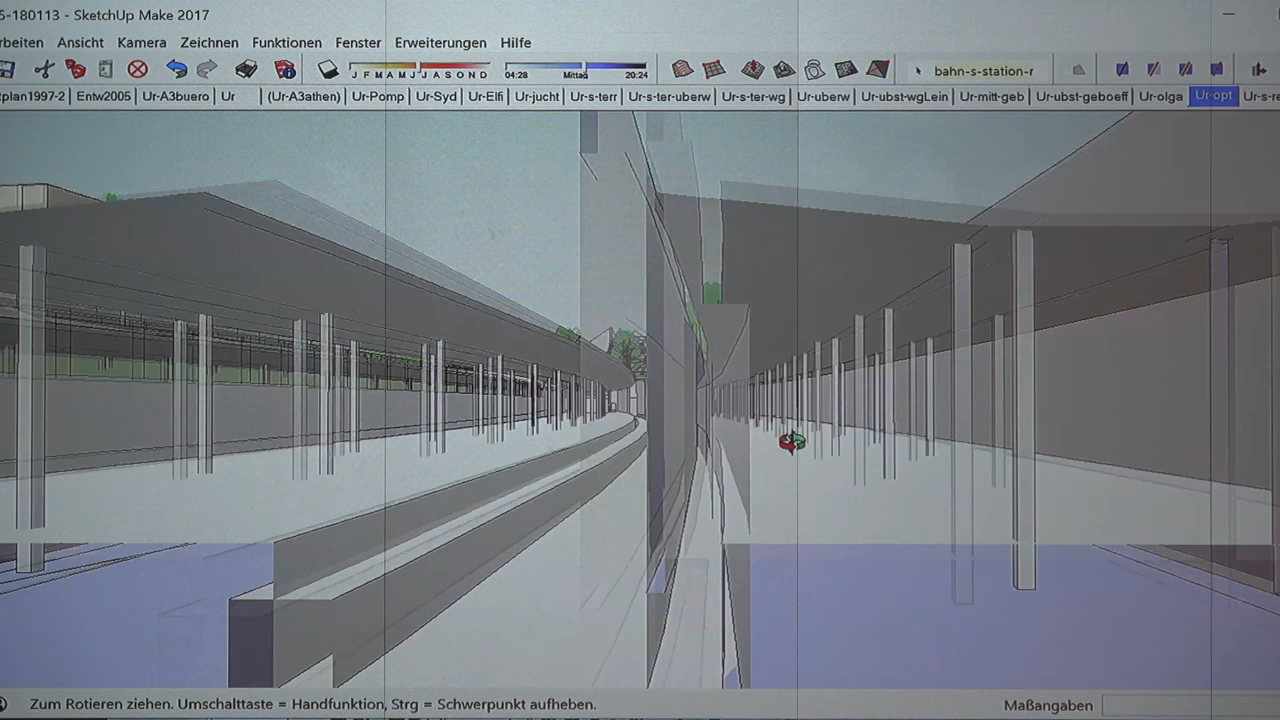 5-180113 - SketchUp Make 2017
rbeiten Ansicht Kamera Zeichnen Funktionen Fenster Erweiterungen Hilfe
J F M A M J J A S O N D 04:28 Mittag 20:24 bahn-s-station-r
plan1997-2 | Entw2005 | Ur-A3buero | Ur | (Ur-A3athen) | Ur-Pomp | Ur-Syd | Ur-Elfi | Ur-jucht | Ur-s-terr | Ur-s-ter-uberw | Ur-s-ter-wg | Ur-uberw | Ur-ubst-wgLein | Ur-mitt-geb | Ur-ubst-geboeff | Ur-olga | Ur-opt | Ur-s-re
Zum Rotieren ziehen. Umschalttaste = Handfunktion, Strg = Schwerpunkt aufheben. Maßangaben